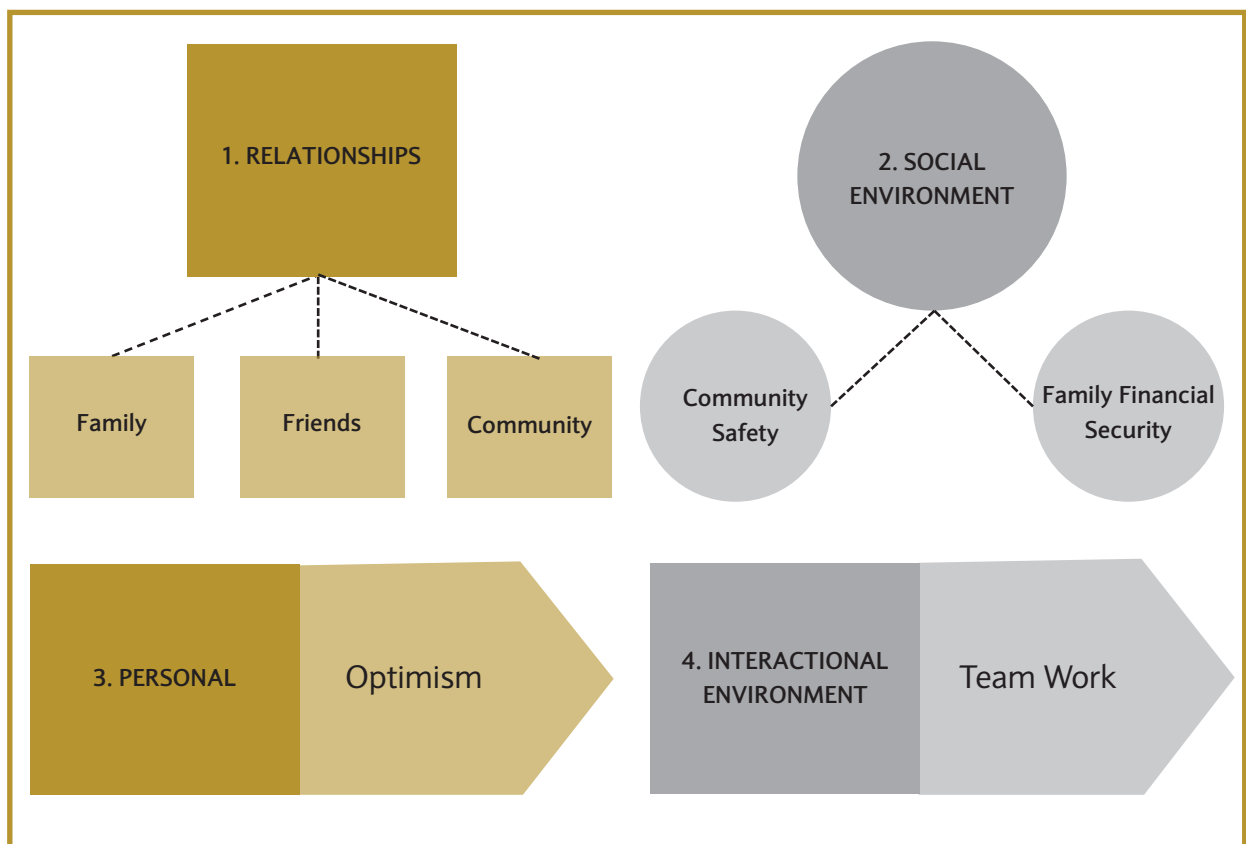 1. RELATIONSHIPS
Family
Friends
Community
2. SOCIAL
ENVIRONMENT
Community
Safety
Family Financial
Security
3. PERSONAL
Optimism
4. INTERACTIONAL
ENVIRONMENT
Team Work